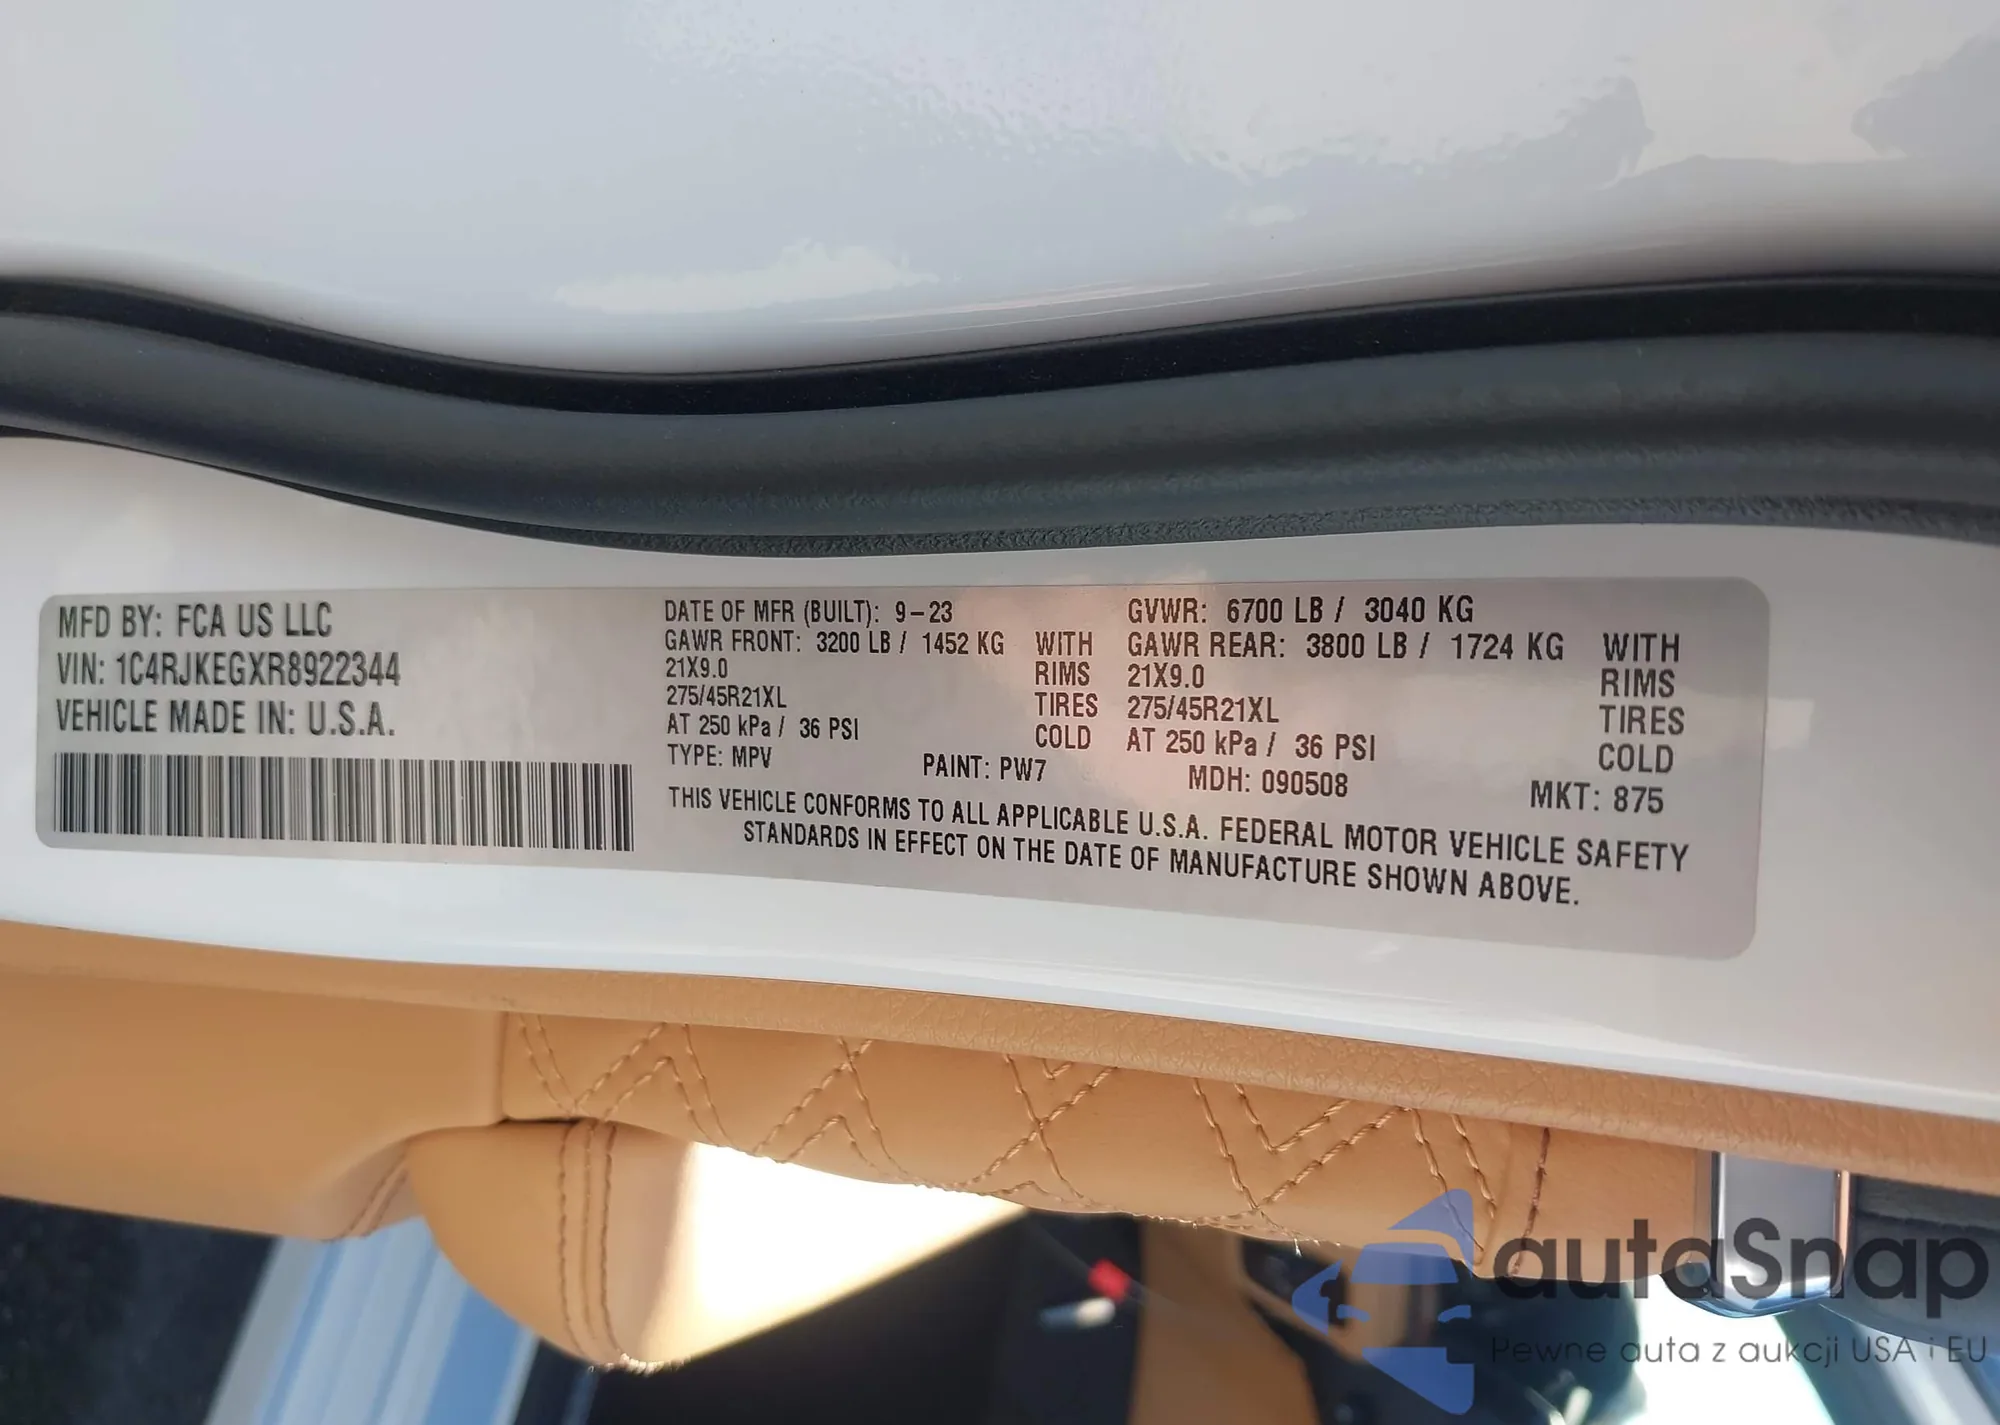 MFD BY: FCA US LLC
VIN: 1C4RJKEGXR8922344
VEHICLE MADE IN: U.S.A.
DATE OF MFR (BUILT): 9-23
GAWR FRONT: 3200 LB / 1452 KG WITH
21X9.0 RIMS
275/45R21XL TIRES
AT 250 kPa / 36 PSI COLD
TYPE: MPV PAINT: PW7
GVWR: 6700 LB / 3040 KG
GAWR REAR: 3800 LB / 1724 KG WITH
21X9.0 RIMS
275/45R21XL TIRES
AT 250 kPa / 36 PSI COLD
MDH: 090508 MKT: 875
THIS VEHICLE CONFORMS TO ALL APPLICABLE U.S.A. FEDERAL MOTOR VEHICLE SAFETY
STANDARDS IN EFFECT ON THE DATE OF MANUFACTURE SHOWN ABOVE.
autaSnap
Pewne auta z aukcji USA i EU